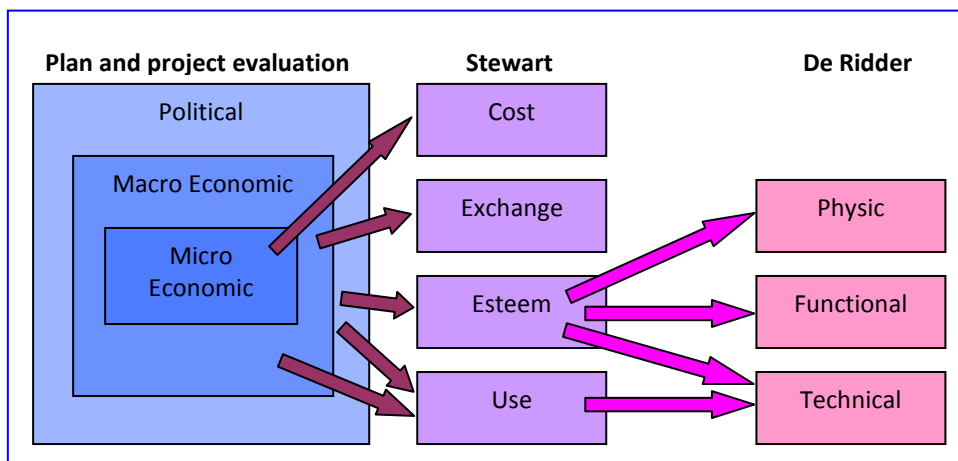 Plan and project evaluation
Stewart
De Ridder
Political
Macro Economic
Micro
Economic
Cost
Exchange
Esteem
Use
Physic
Functional
Technical